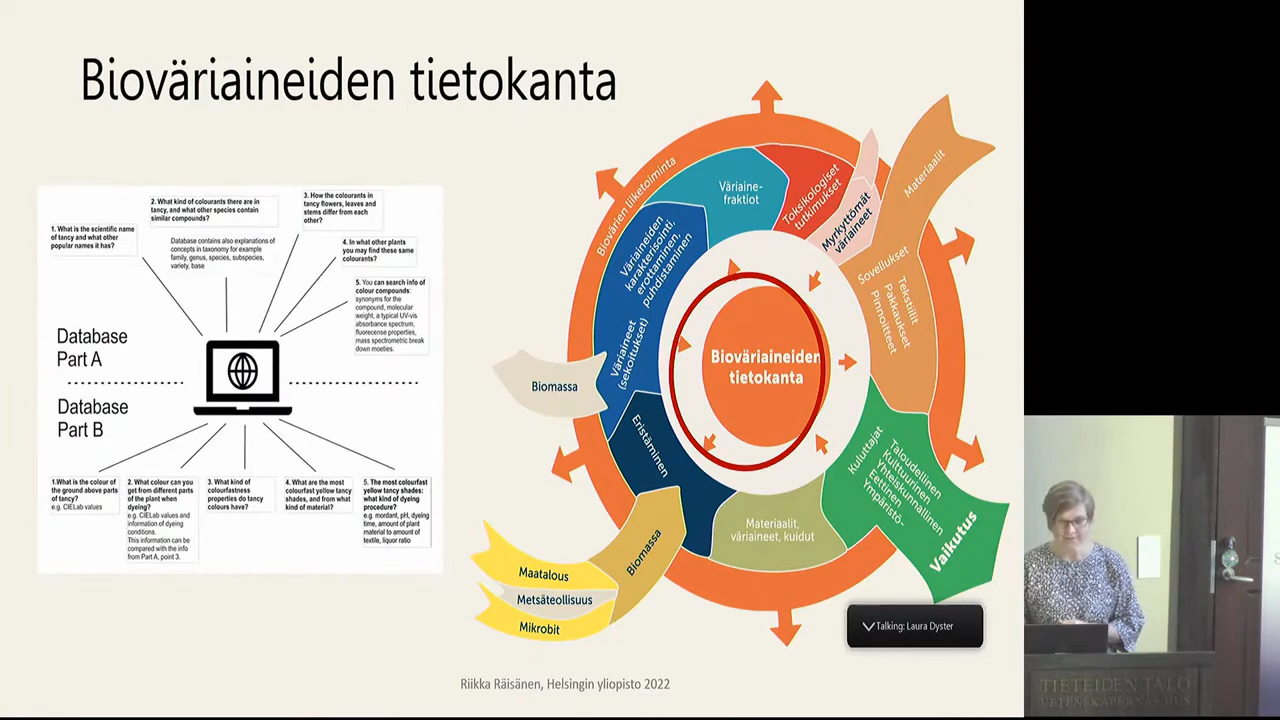 Bioväriaineiden tietokanta
1. What is the scientific name
of tancy and what other
popular names it has?
2. What kind of colourants there are in
tancy, and what other species contain
similar compounds?
Database contains also explanations of
concepts in taxonomy for example
family, genus, species, subspecies,
variety, base
3. How the colourants in
tancy flowers, leaves and
stems differ from each
other?
4. In what other plants
you may find these same
colourants?
5. You can search info of
colour compounds:
synonyms for the
compound, molecular
weight, a typical UV-vis
absorbance spectrum,
fluorecense properties,
mass spectrometric break
down moeties.
Database
Part A
Database
Part B
1.What is the colour of
the ground above parts
of tancy?
e.g. CIELab values
2. What colour can you
get from different parts
of the plant when
dyeing?
e.g. CIELab values and
information of dyeing
conditions.
This information can be
compared with the info
from Part A, point 3.
3. What kind of
colourfastness
properties do tancy
colours have?
4. What are the most
colourfast yellow tancy
shades, and from what
kind of material?
5. The most colourfast
yellow tancy shades:
what kind of dyeing
procedure?
e.g. mordant, pH, dyeing
time, amount of plant
material to amount of
textile, liquor ratio
Biovärien liiketoiminta
Väriaine-
fraktiot
Toksikologiset
tutkimukset
Myrkyttömät
väriaineet
Materiaalit
Sovellukset
Tekstiilit
Pakkaukset
Pinnoitteet
Väriaineiden
karakterisointi,
erottaminen,
puhdistaminen
Väriaineet
(sekoitukset)
Biomassa
Eristäminen
Bioväriaineiden
tietokanta
Kuluttajat
Taloudellinen
Kulttuurinen
Yhteiskunnallinen
Eettinen
Ympäristö-
Vaikutus
Materiaalit,
väriaineet, kuidut
Biomassa
Maatalous
Metsäteollisuus
Mikrobit
Talking: Laura Dyster
Riikka Räisänen, Helsingin yliopisto 2022
TIETEIDEN TALO
VETENSKAPERNAS HUS